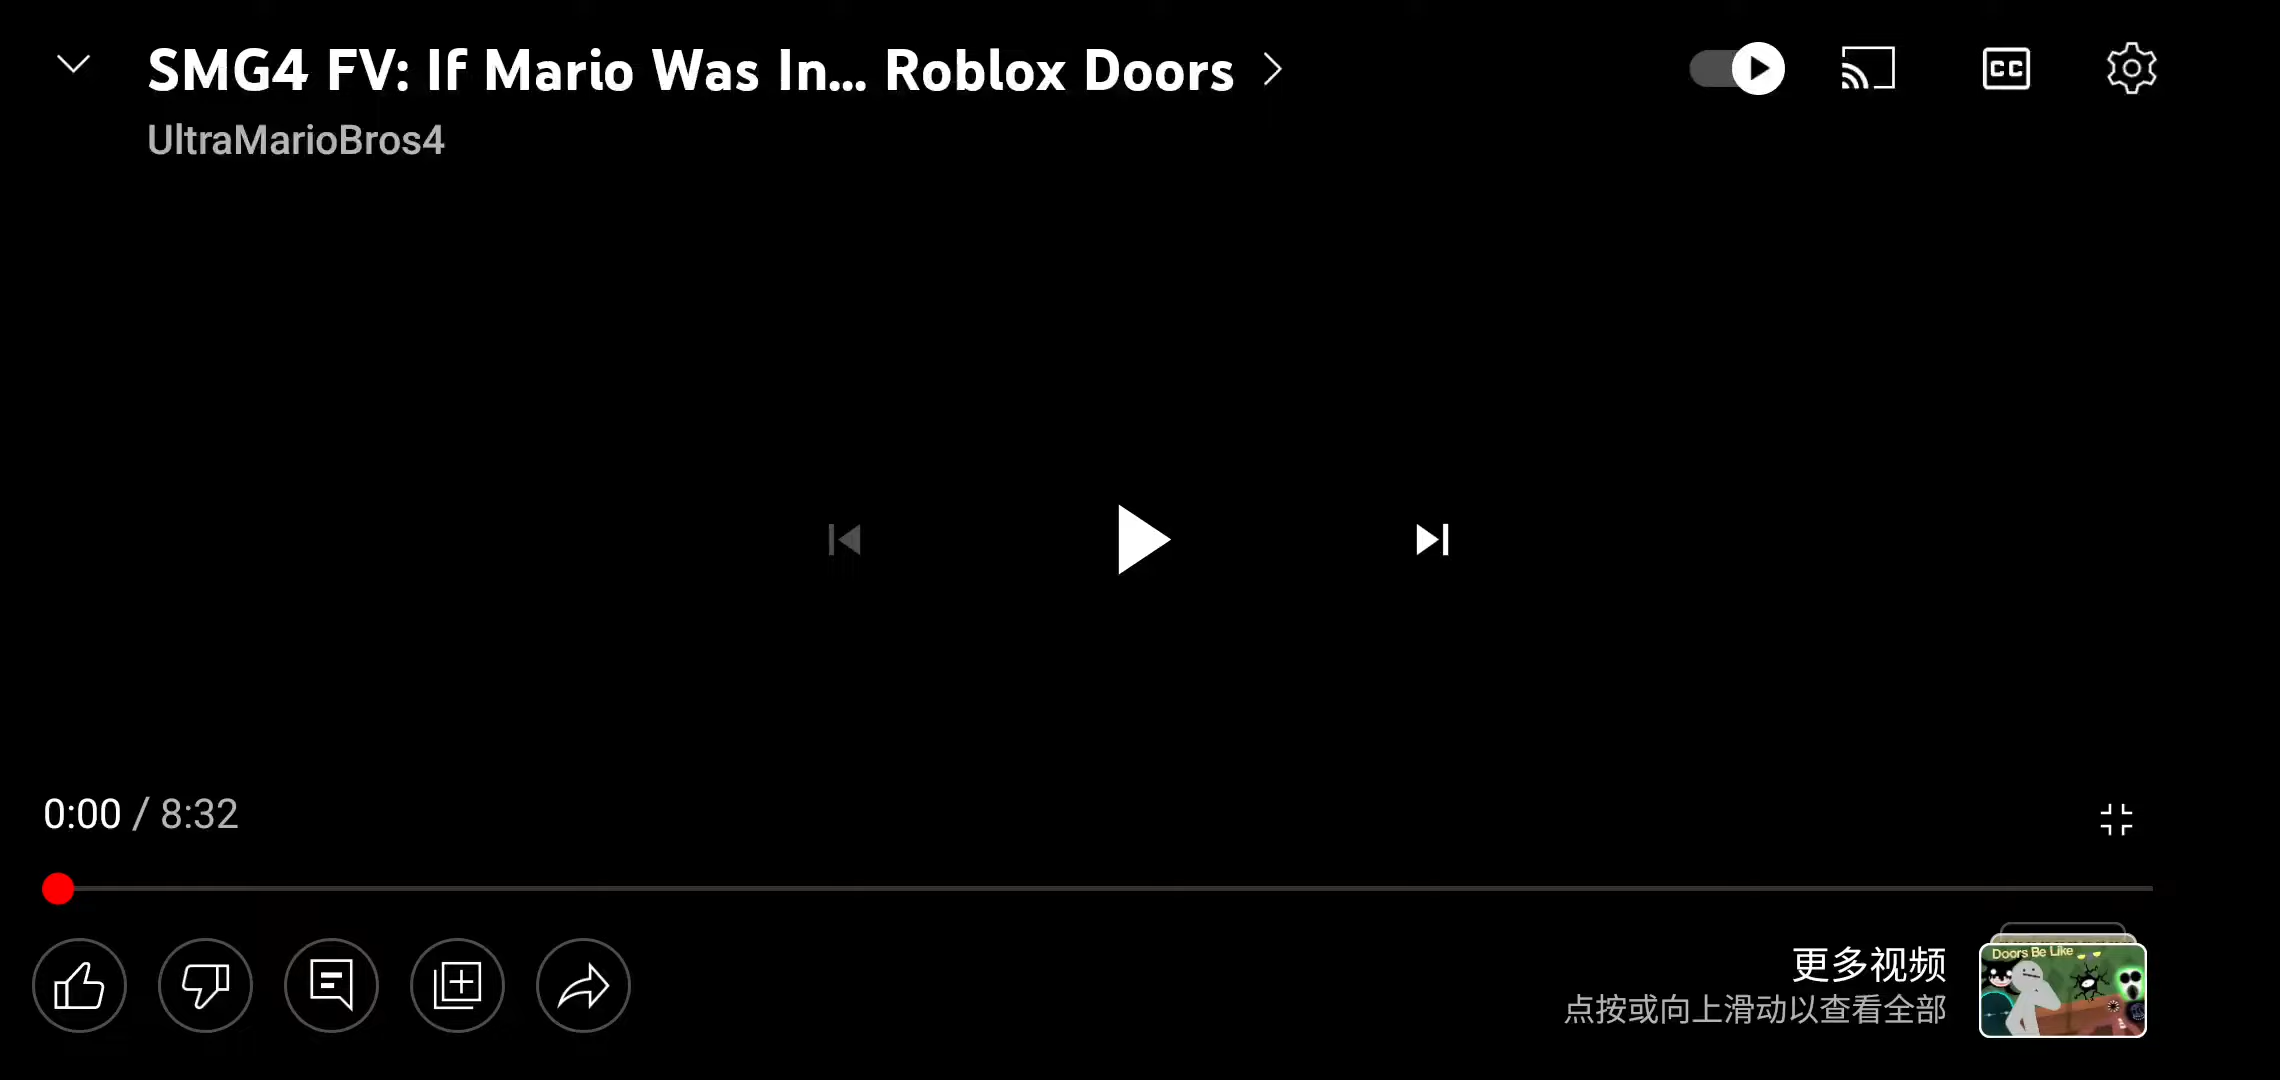 SMG4 FV: If Mario Was In... Roblox Doors
UltraMarioBros4
CC
0:00 / 8:32
更多视频
点按或向上滑动以查看全部
Doors Be Like